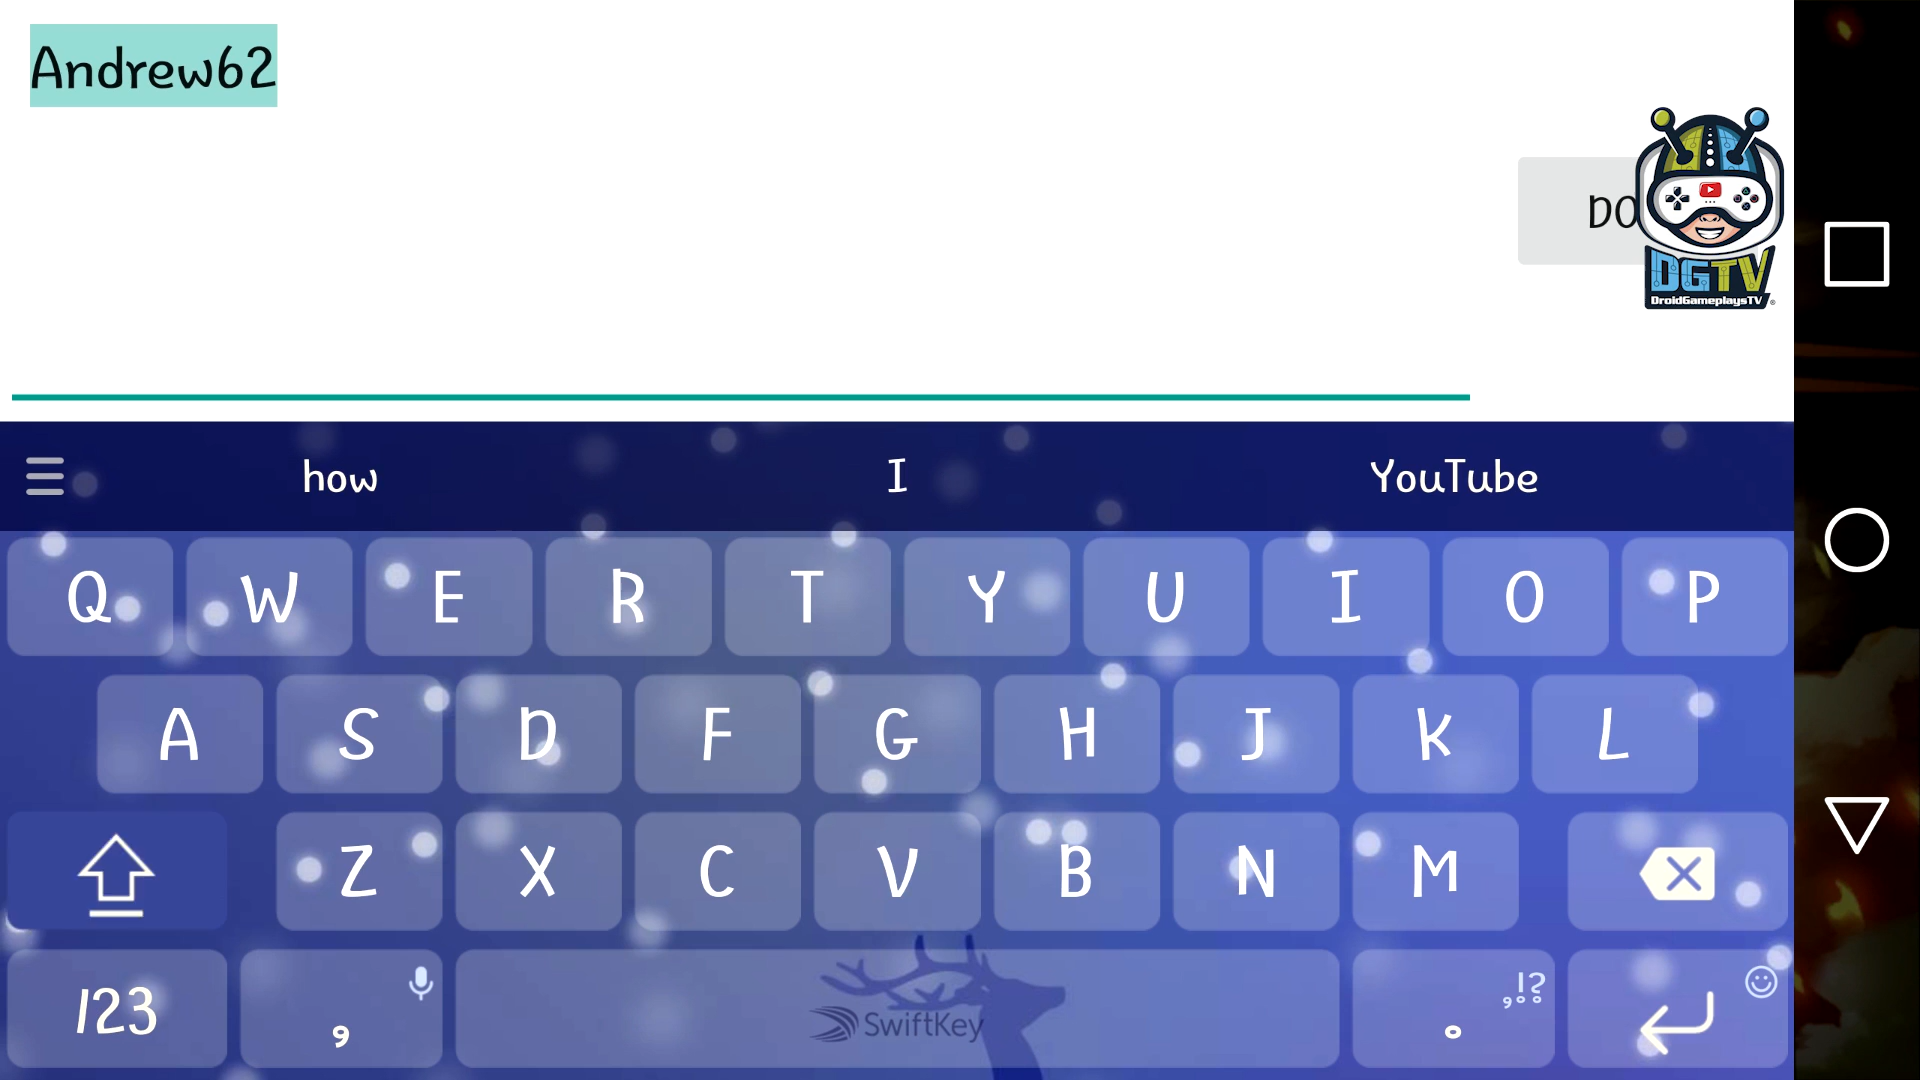 Andrew62
DO
DGTV
DroidGameplaysTV
how I YouTube
Q W E R T Y U I O P
A S D F G H J K L
Z X C V B N M
123 , SwiftKey . ,!?